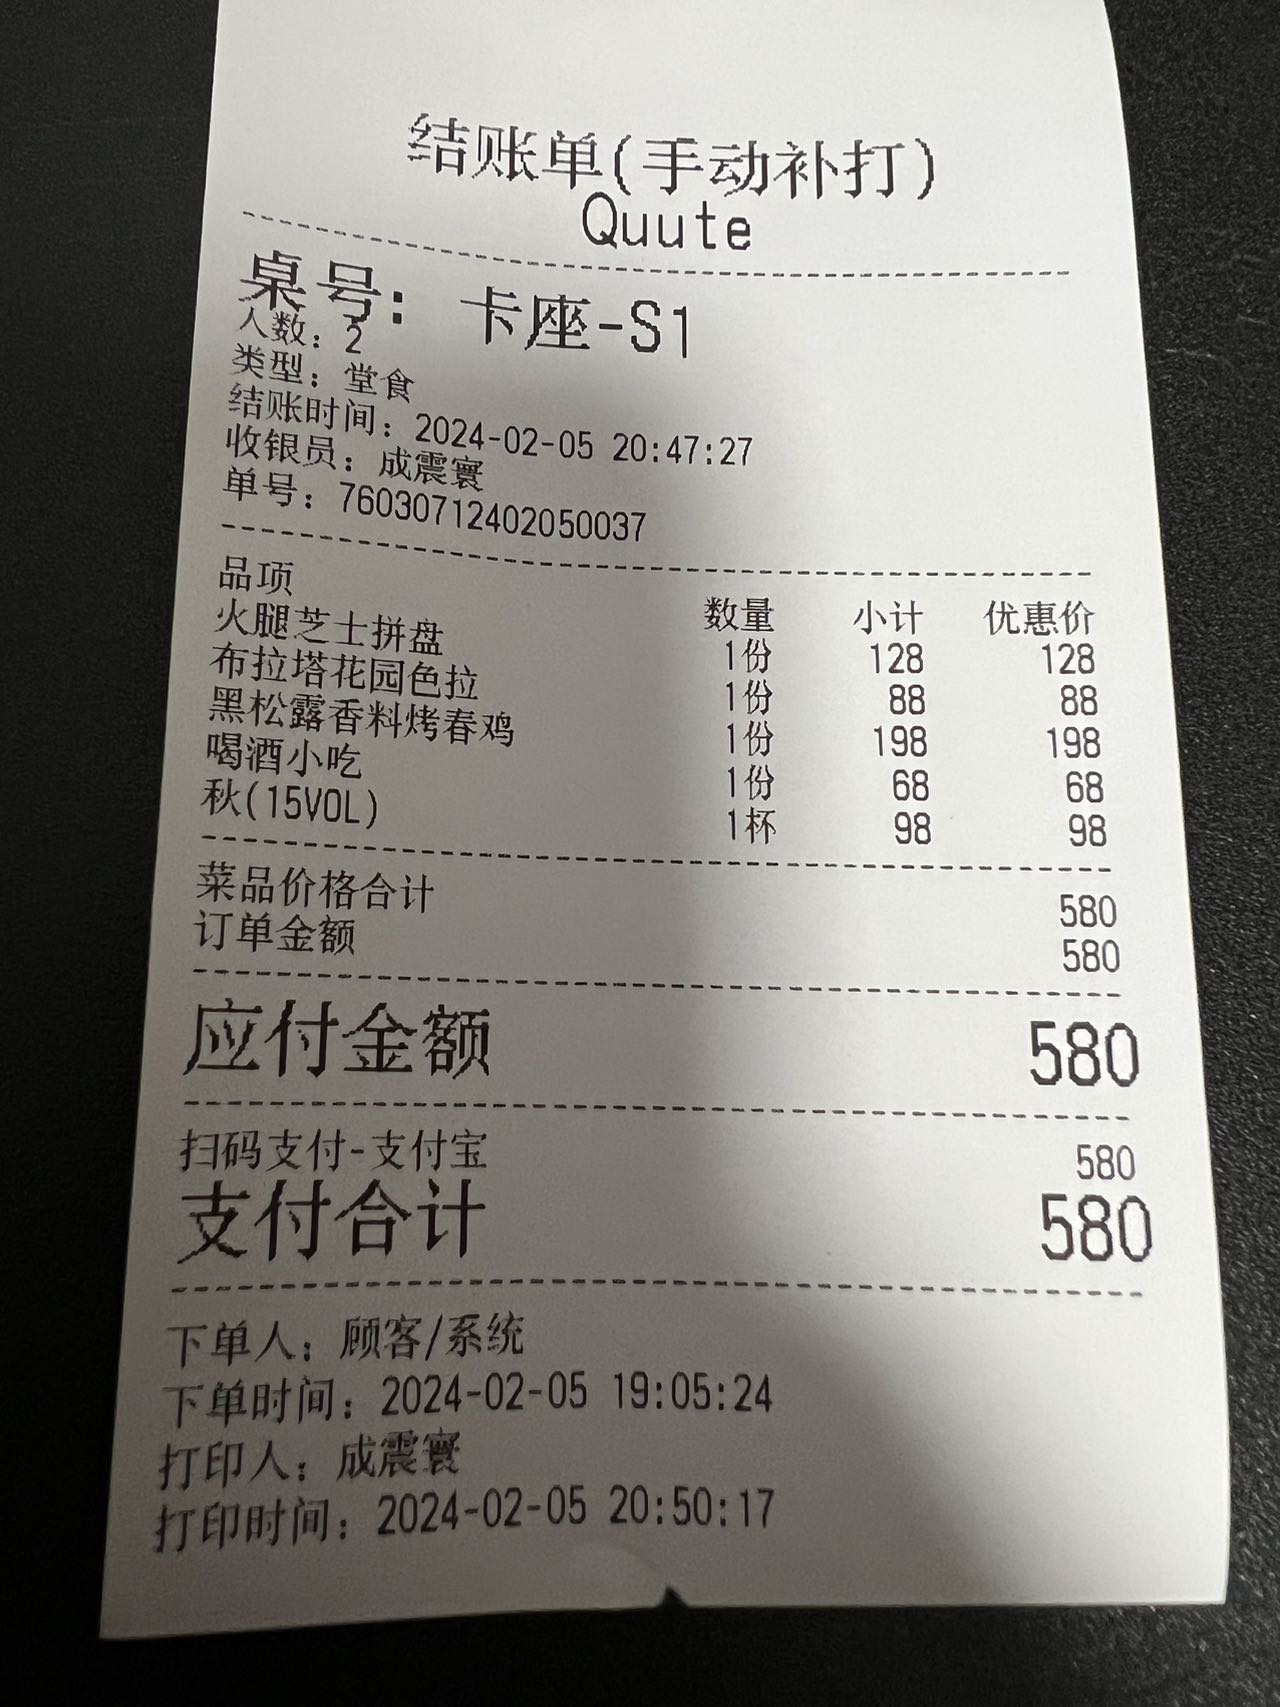 结账单(手动补打)
Quute
桌号: 卡座-S1
人数: 2
类型: 堂食
结账时间: 2024-02-05 20:47:27
收银员: 成震寰
单号: 76030712402050037
品项 数量 小计 优惠价
火腿芝士拼盘 1份 128 128
布拉塔花园色拉 1份 88 88
黑松露香料烤春鸡 1份 198 198
喝酒小吃 1份 68 68
秋(15VOL) 1杯 98 98
菜品价格合计 580
订单金额 580
应付金额 580
扫码支付-支付宝 580
支付合计 580
下单人: 顾客/系统
下单时间: 2024-02-05 19:05:24
打印人: 成震寰
打印时间: 2024-02-05 20:50:17